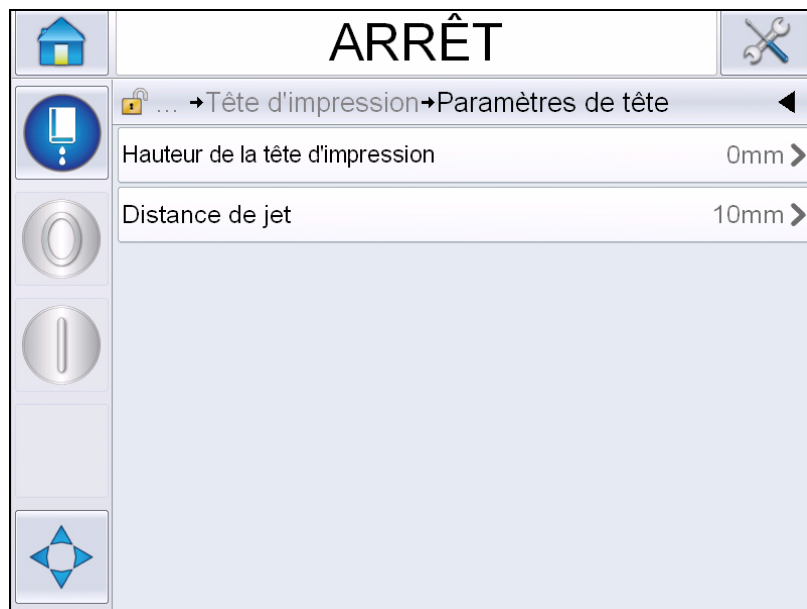 ARRÊT
... →Tête d'impression→Paramètres de tête
Hauteur de la tête d'impression 0mm
Distance de jet 10mm